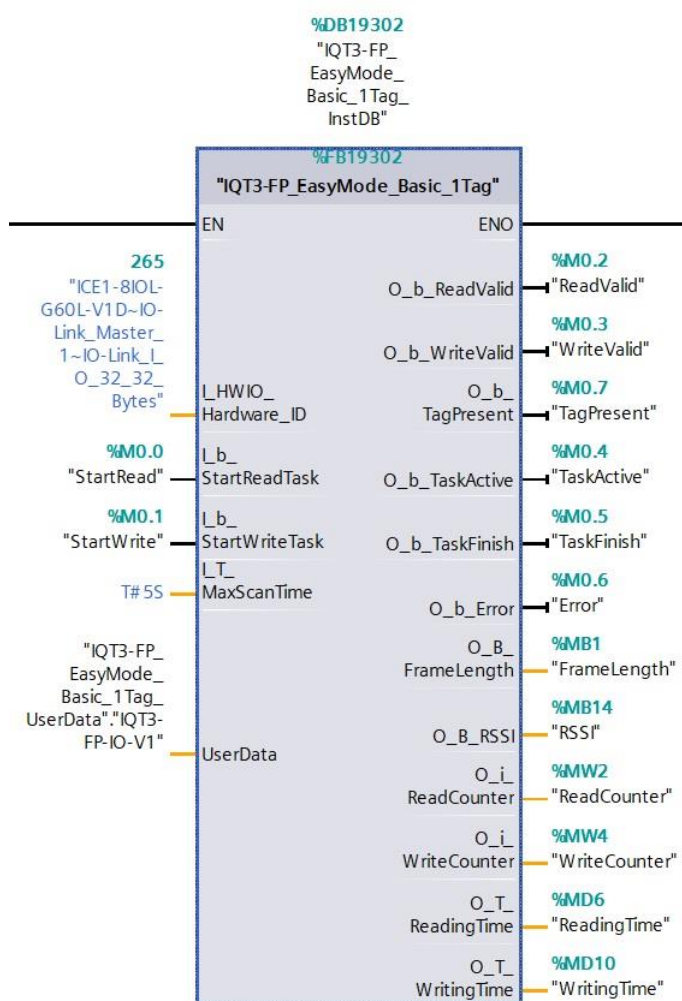 %DB19302
"IQT3-FP_
EasyMode_
Basic_1Tag_
InstDB"
%FB19302
"IQT3-FP_EasyMode_Basic_1Tag"
EN
ENO
265
"ICE1-8IOL-
G60L-V1D~IO-
Link_Master_
1~IO-Link_I_
O_32_32_
Bytes"
I_HWIO_
Hardware_ID
%M0.0
"StartRead"
I_b_
StartReadTask
%M0.1
"StartWrite"
I_b_
StartWriteTask
T#5S
I_T_
MaxScanTime
"IQT3-FP_
EasyMode_
Basic_1Tag_
UserData"."IQT3-
FP-IO-V1"
UserData
O_b_ReadValid
%M0.2
"ReadValid"
O_b_WriteValid
%M0.3
"WriteValid"
O_b_
TagPresent
%M0.7
"TagPresent"
O_b_TaskActive
%M0.4
"TaskActive"
O_b_TaskFinish
%M0.5
"TaskFinish"
O_b_Error
%M0.6
"Error"
O_B_
FrameLength
%MB1
"FrameLength"
O_B_RSSI
%MB14
"RSSI"
O_i_
ReadCounter
%MW2
"ReadCounter"
O_i_
WriteCounter
%MW4
"WriteCounter"
O_T_
ReadingTime
%MD6
"ReadingTime"
O_T_
WritingTime
%MD10
"WritingTime"